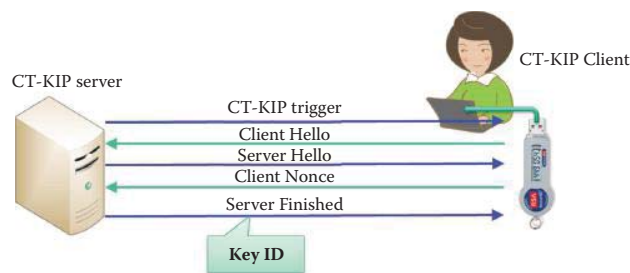 CT-KIP server
CT-KIP Client
CT-KIP trigger
Client Hello
Server Hello
Client Nonce
Server Finished
Key ID